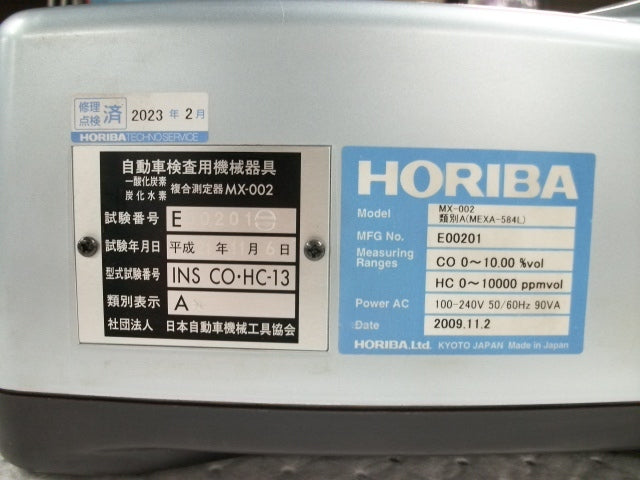 修理
点検
済
2023 年 2 月
HORIBATECHNOSERVICE
自動車検査用機械器具
一酸化炭素
炭化水素
複合測定器 MX-002
試験番号 E 00201
試験年月日 平成 年 月 日
型式試験番号 INS CO・HC-13
類別表示 A
社団法人 日本自動車機械工具協会
HORIBA
Model MX-002
類別A(MEXA-584L)
MFG No. E00201
Measuring
Ranges
CO 0～10.00 %vol
HC 0～10000 ppmvol
Power AC 100-240V 50/60Hz 90VA
Date 2009.11.2
HORIBA,Ltd. KYOTO JAPAN Made in Japan